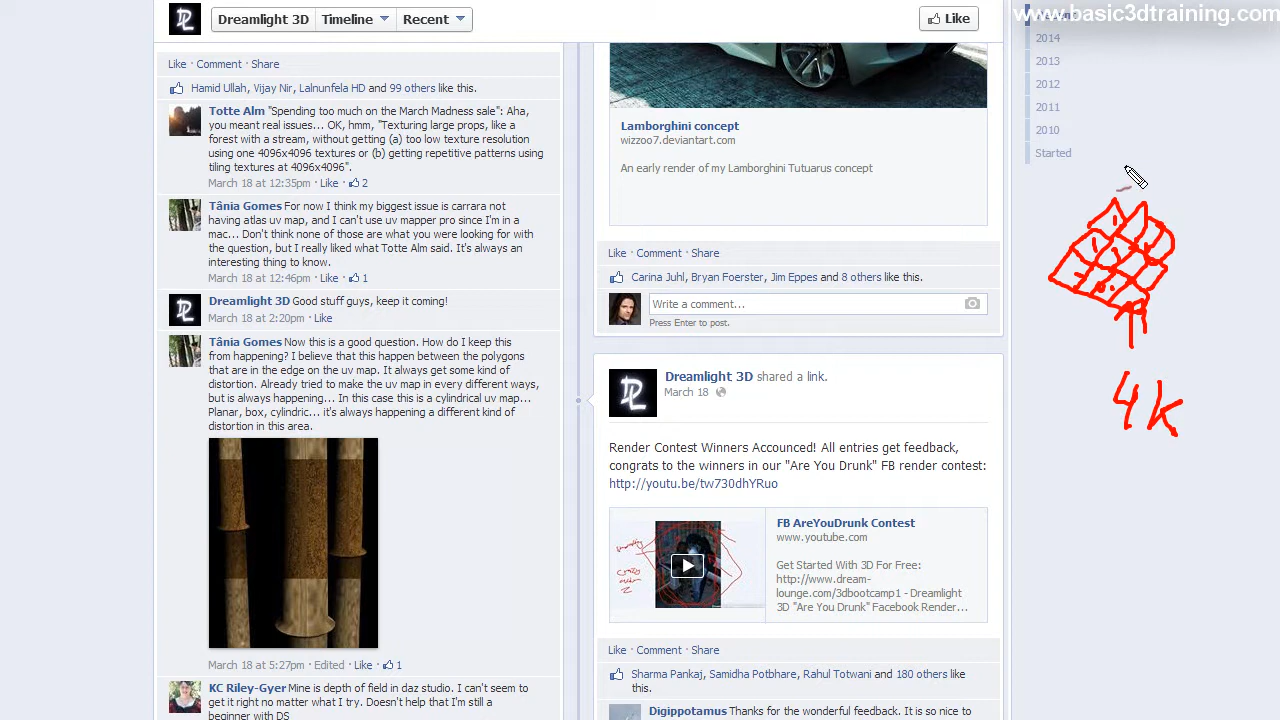 Dreamlight 3D
Timeline
Recent
Like
www.basic3dtraining.com
2014
2013
2012
2011
2010
Started
Like · Comment · Share
Hamid Ullah, Vijay Nir, Lalnunfela HD and 99 others like this.
Totte Alm "Spending too much on the March Madness sale": Aha,
you meant real issues... OK, hmm, "Texturing large props, like a
forest with a stream, without getting (a) too low texture resolution
using one 4096x4096 textures or (b) getting repetitive patterns using
tiling textures at 4096x4096".
March 18 at 12:35pm · Like · 2
Tânia Gomes For now I think my biggest issue is carrara not
having atlas uv map, and I can't use uv maper pro since I'm in a
mac... Don't think none of those are what you were looking for with
the question, but I really liked what Totte Alm said. It's always an
interesting thing to know.
March 18 at 12:46pm · Like · 1
Dreamlight 3D Good stuff guys, keep it coming!
March 18 at 2:20pm · Like
Tânia Gomes Now this is a good question. How do I keep this
from happening? I believe that this happen between the polygons
that are in the edge on the uv map. It always get some kind of
distortion. Already tried to make the uv map in every different ways,
but is always happening... In this case this is cylindrical uv map...
Planar, box, cylindric... it's always happening a different kind of
distortion in this area.
March 18 at 5:27pm · Edited · Like · 1
KC Riley-Gyer Mine is depth of field in daz studio. I can't seem to
get it right no matter what I try. Doesn't help that I'm still a
beginner with DS
Lamborghini concept
wizzoo7.deviantart.com
An early render of my Lamborghini Tutuarus concept
Like · Comment · Share
Carina Juhl, Bryan Foerster, Jim Eppes and 8 others like this.
Write a comment...
Press Enter to post.
Dreamlight 3D shared a link.
March 18
Render Contest Winners Accounced! All entries get feedback,
congrats to the winners in our "Are You Drunk" FB render contest:
http://youtu.be/tw730dhYRuo
FB AreYouDrunk Contest
www.youtube.com
Get Started With 3D For Free:
http://www.dream-
lounge.com/3dbootcamp1 - Dreamlight
3D "Are You Drunk" Facebook Render...
Like · Comment · Share
Sharma Pankaj, Samidha Potbhare, Rahul Totwani and 180 others like
this.
Digippotamus Thanks for the wonderful feedback. It is so nice to
4k